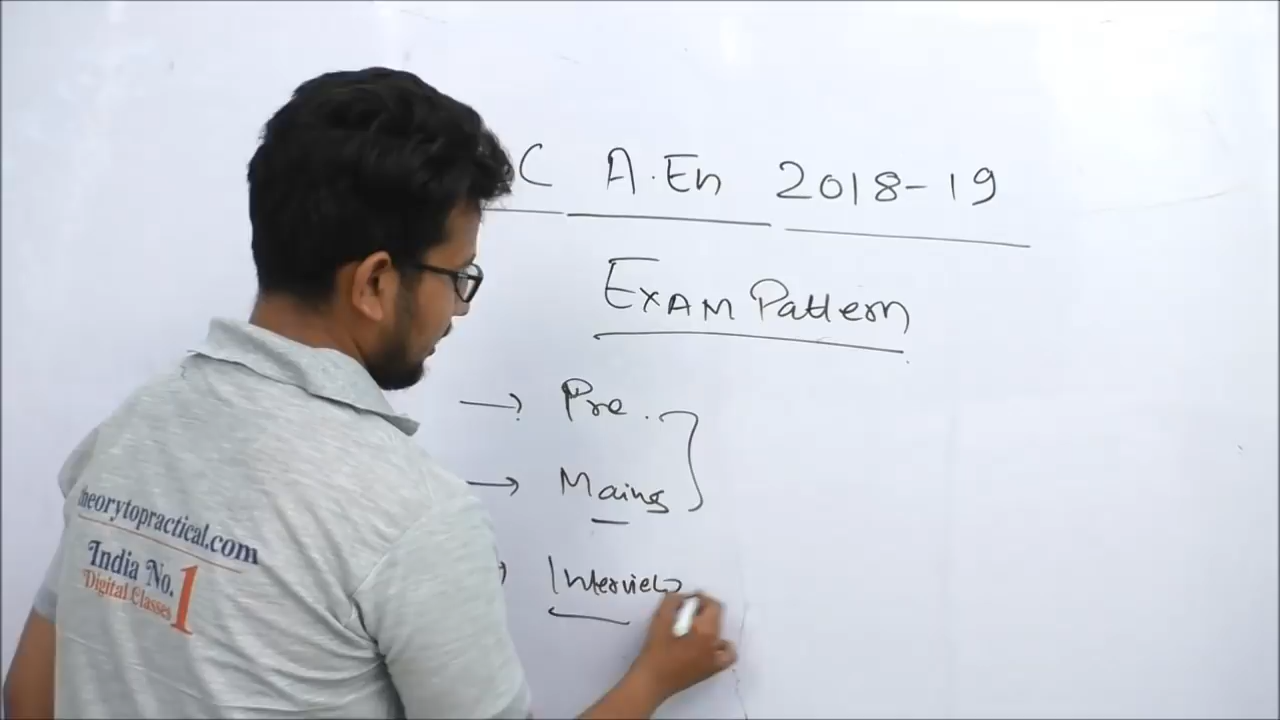 C A.En 2018-19
Exam Pattern
→ Pre.
→ Mains
Interview
theorytopractical.com
India No.1
Digital Classes